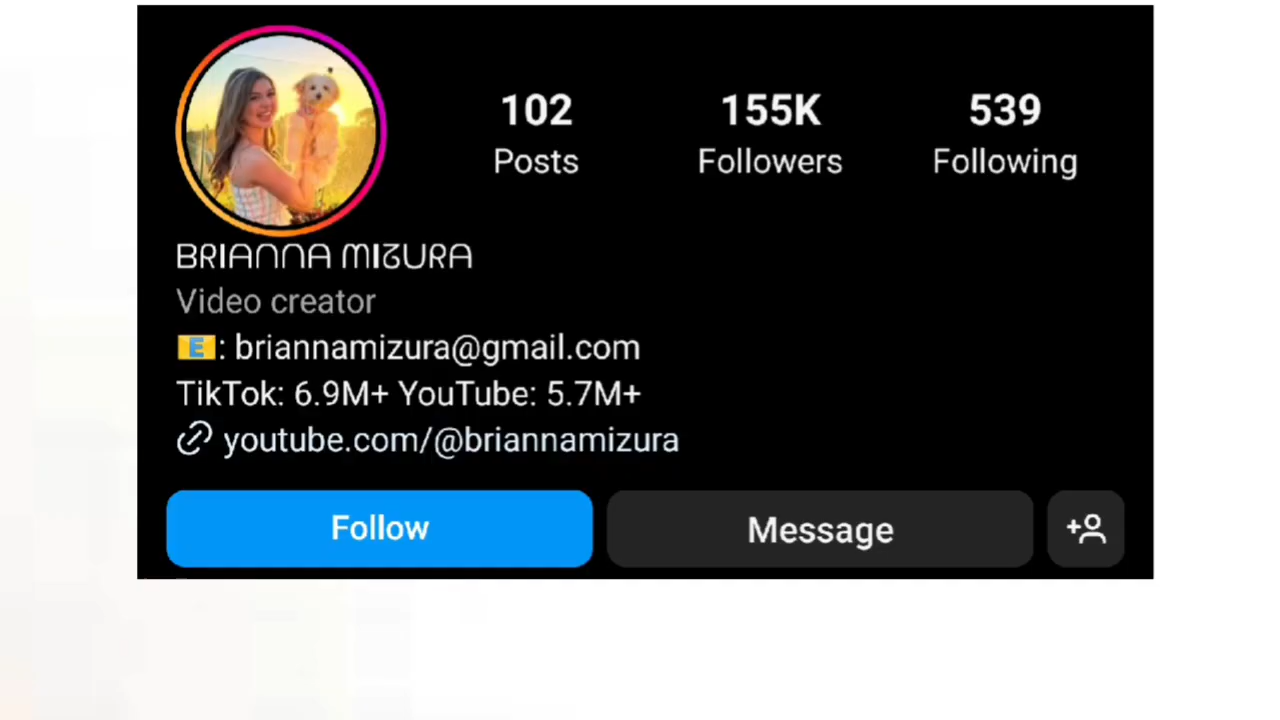 102 155K 539
Posts Followers Following
BRIANNA MIZURA
Video creator
📧: briannamizura@gmail.com
TikTok: 6.9M+ YouTube: 5.7M+
youtube.com/@briannamizura
Follow Message